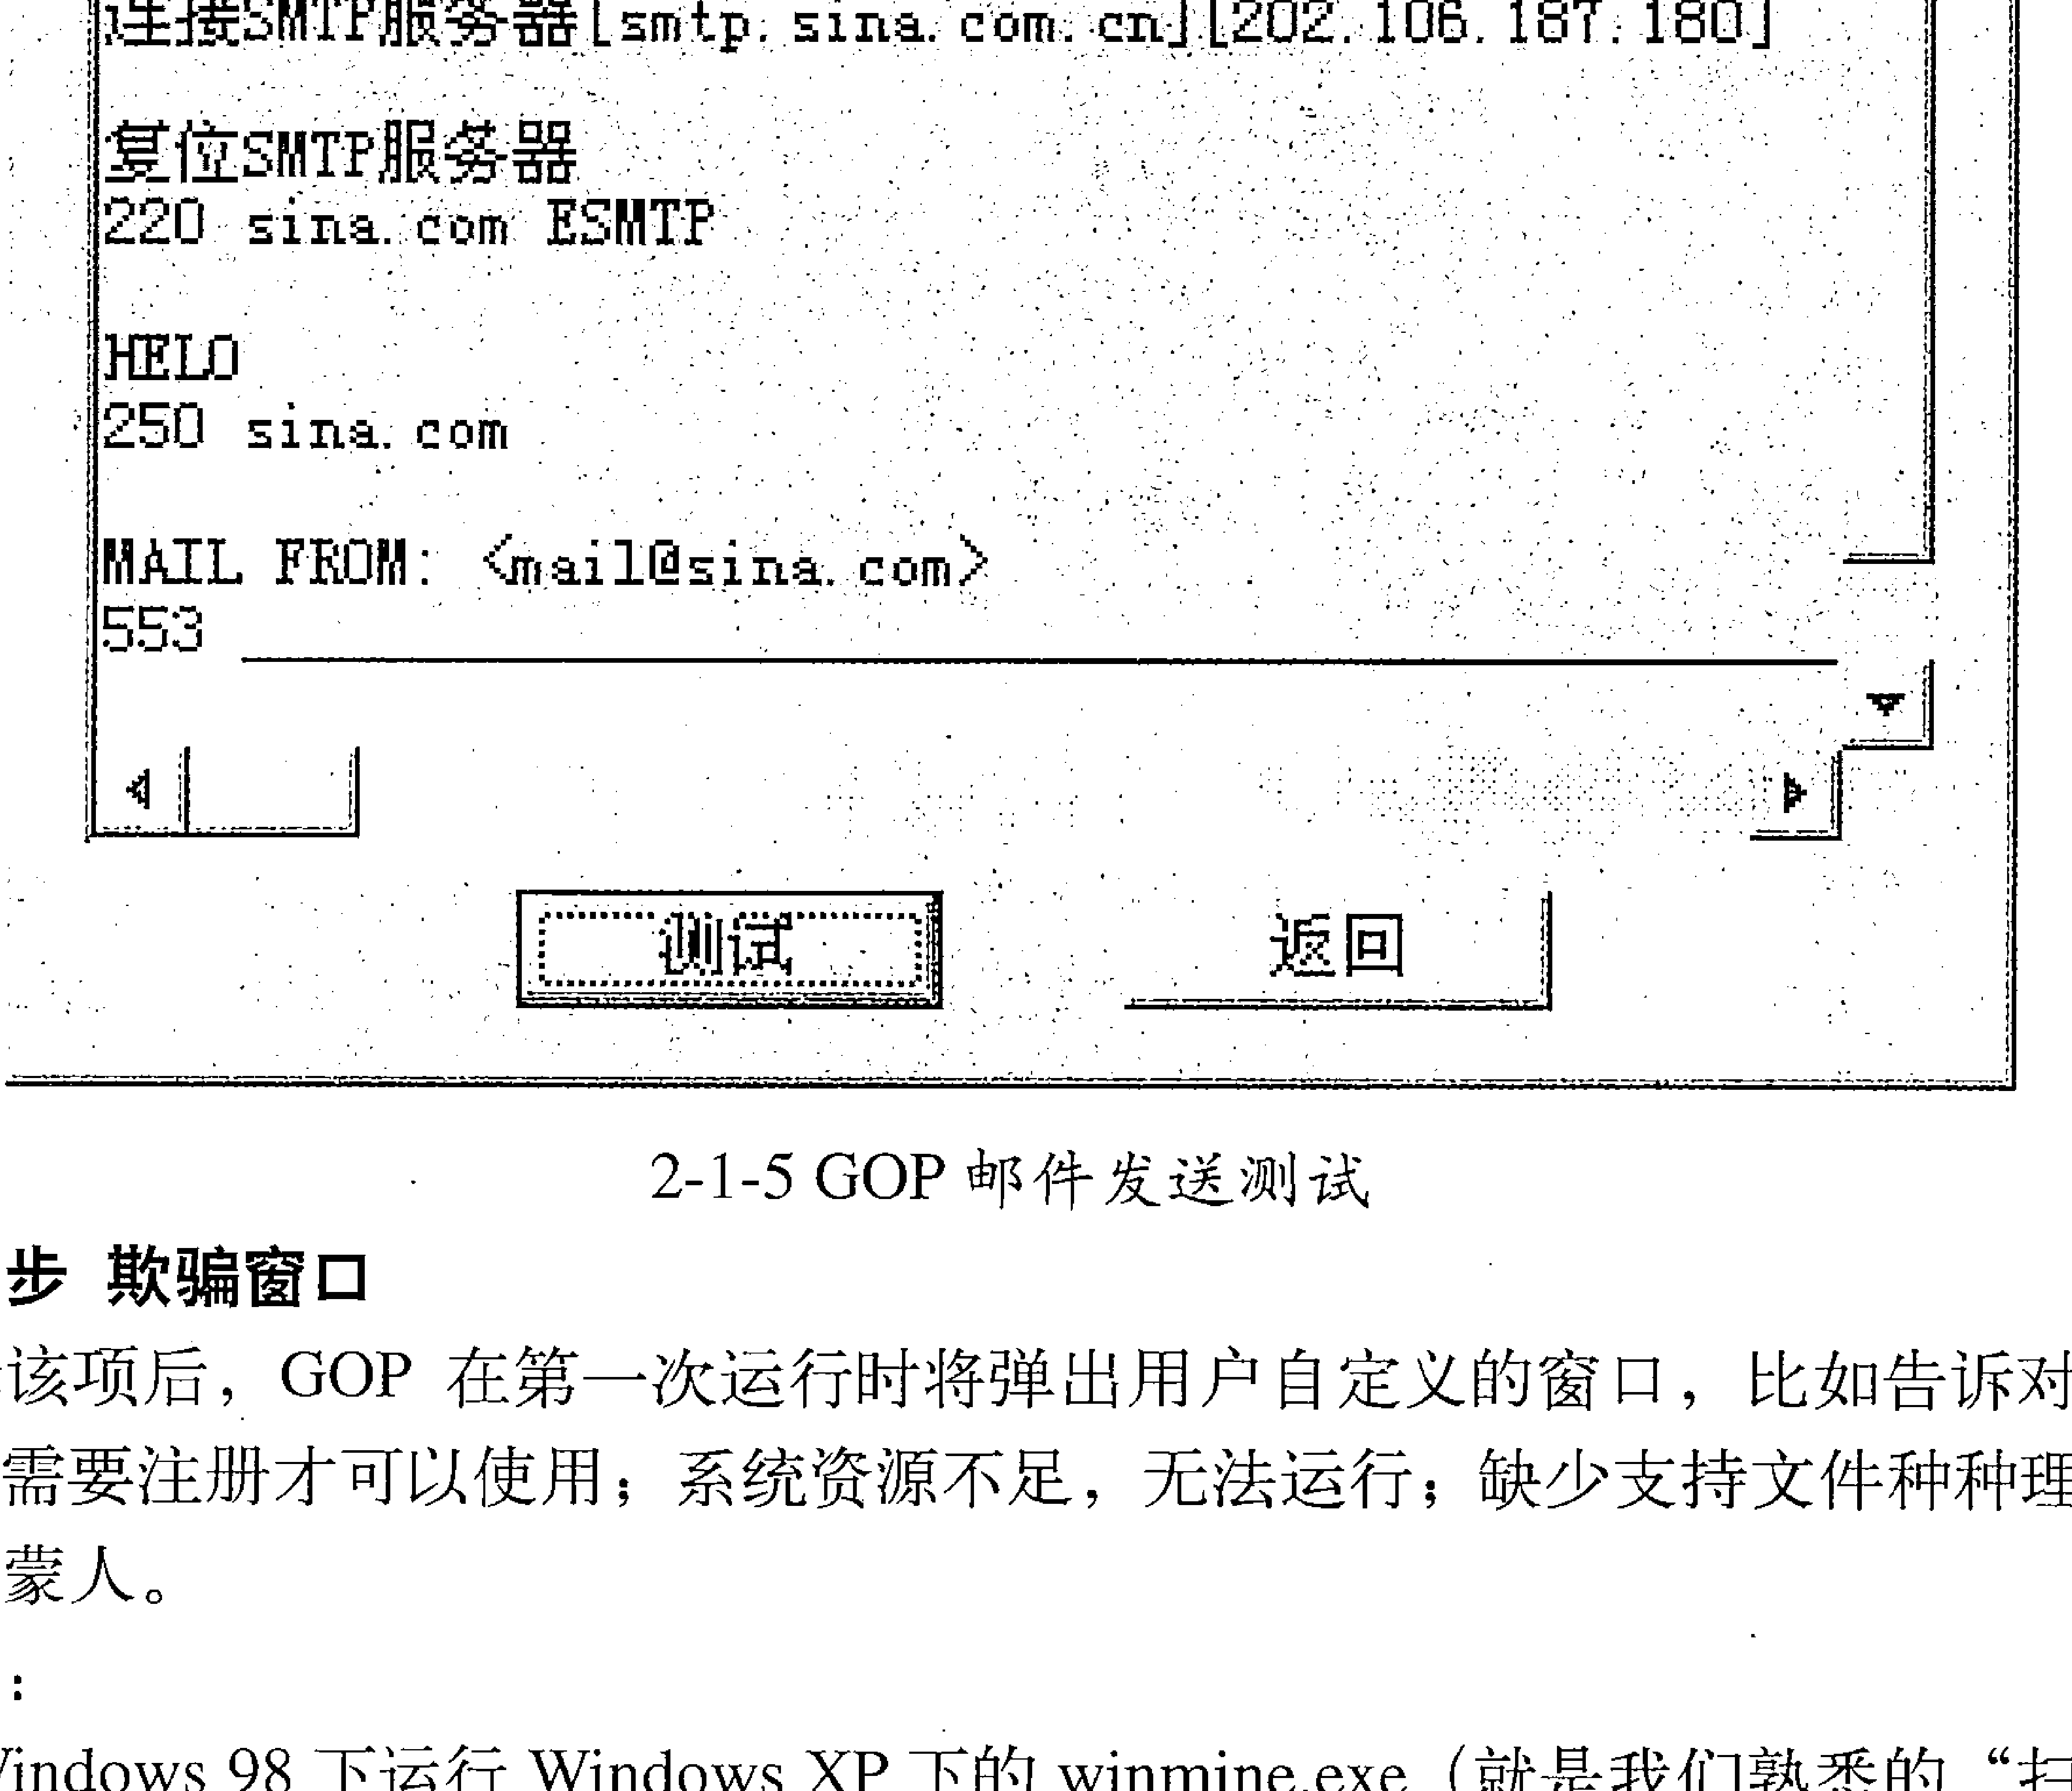 连接SMTP服务器[smtp.sina.com.cn][202.106.187.180]
复位SMTP服务器
220 sina.com ESMTP
HELO
250 sina.com
MAIL FROM: <mail@sina.com>
553
测试 返回
2-1-5 GOP 邮件发送测试
步 欺骗窗口
该项后，GOP 在第一次运行时将弹出用户自定义的窗口，比如告诉对
需要注册才可以使用；系统资源不足，无法运行；缺少支持文件种种理
蒙人。
：
Windows 98 下运行 Windows XP 下的 winmine.exe（就是我们熟悉的“扫